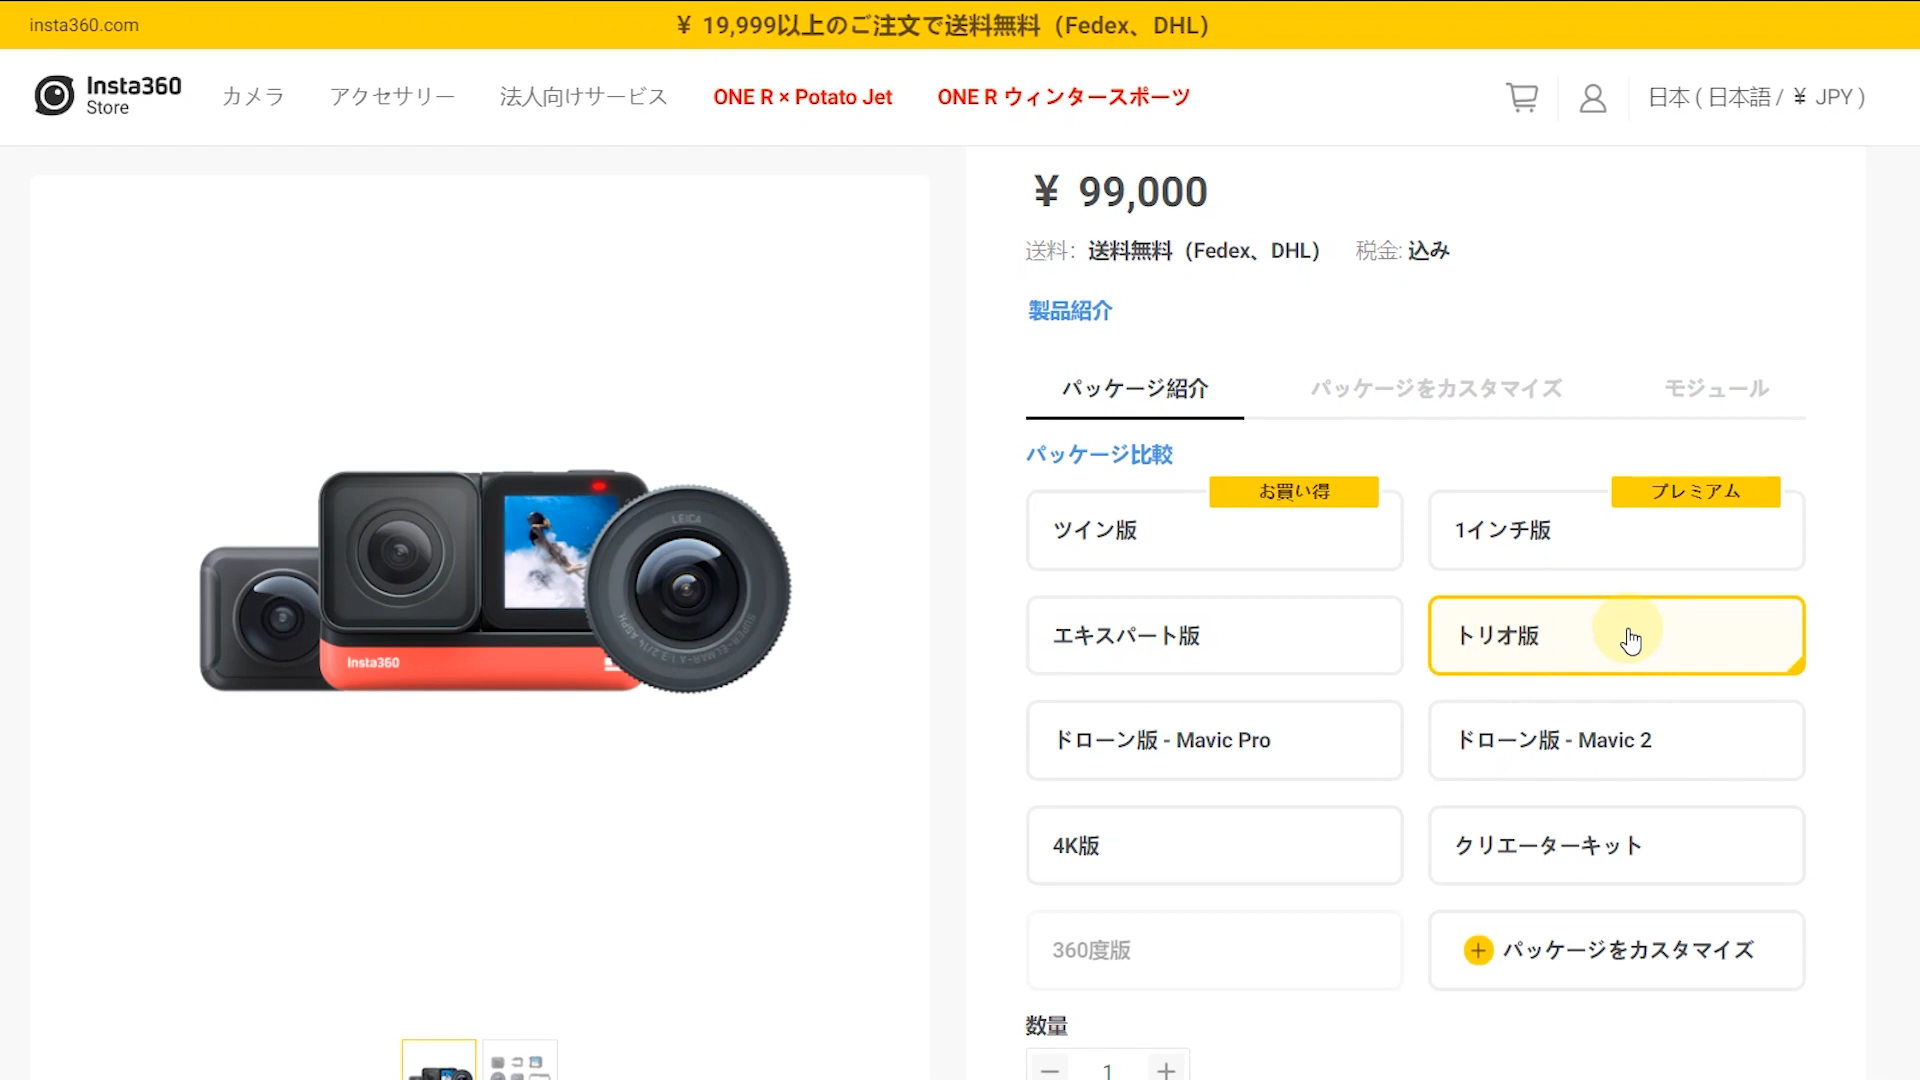 insta360.com
¥ 19,999以上のご注文で送料無料（Fedex、DHL）
Insta360
Store
カメラ
アクセサリー
法人向けサービス
ONE R × Potato Jet
ONE R ウィンタースポーツ
日本 ( 日本語 / ¥ JPY )
¥ 99,000
送料: 送料無料（Fedex、DHL） 税金: 込み
製品紹介
パッケージ紹介
パッケージをカスタマイズ
モジュール
パッケージ比較
お買い得
プレミアム
ツイン版
1インチ版
エキスパート版
トリオ版
ドローン版 - Mavic Pro
ドローン版 - Mavic 2
4K版
クリエーターキット
360度版
+ パッケージをカスタマイズ
数量
− 1 +
LEICA
SUPER-ELMAR-A 1:3.2/14 ASPH
Insta360